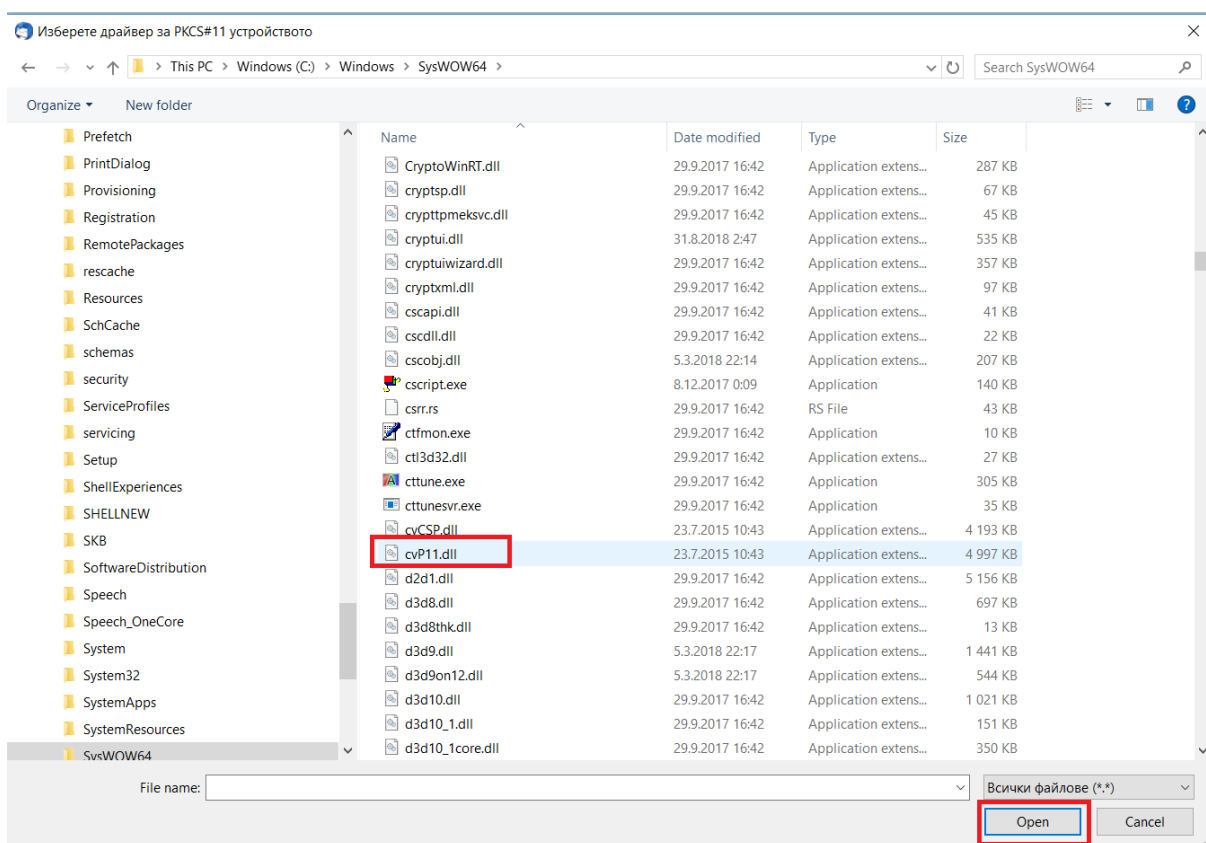 Изберете драйвер за PKCS#11 устройството
This PC > Windows (C:) > Windows > SysWOW64 >
Search SysWOW64
Organize New folder
Name Date modified Type Size
Prefetch
PrintDialog
Provisioning
Registration
RemotePackages
rescache
Resources
SchCache
schemas
security
ServiceProfiles
servicing
Setup
ShellExperiences
SHELLNEW
SKB
SoftwareDistribution
Speech
Speech_OneCore
System
System32
SystemApps
SystemResources
SysWOW64
CryptoWinRT.dll 29.9.2017 16:42 Application extens... 287 KB
cryptsp.dll 29.9.2017 16:42 Application extens... 67 KB
crypttpmeksvc.dll 29.9.2017 16:42 Application extens... 45 KB
cryptui.dll 31.8.2018 2:47 Application extens... 535 KB
cryptuiwizard.dll 29.9.2017 16:42 Application extens... 357 KB
cryptxml.dll 29.9.2017 16:42 Application extens... 97 KB
cscapi.dll 29.9.2017 16:42 Application extens... 41 KB
cscdll.dll 29.9.2017 16:42 Application extens... 22 KB
cscobj.dll 5.3.2018 22:14 Application extens... 207 KB
cscript.exe 8.12.2017 0:09 Application 140 KB
csrr.rs 29.9.2017 16:42 RS File 43 KB
ctfmon.exe 29.9.2017 16:42 Application 10 KB
ctl3d32.dll 29.9.2017 16:42 Application extens... 27 KB
cttune.exe 29.9.2017 16:42 Application 305 KB
cttunesvr.exe 29.9.2017 16:42 Application 35 KB
cvCSP.dll 23.7.2015 10:43 Application extens... 4 193 KB
cvP11.dll 23.7.2015 10:43 Application extens... 4 997 KB
d2d1.dll 29.9.2017 16:42 Application extens... 5 156 KB
d3d8.dll 29.9.2017 16:42 Application extens... 697 KB
d3d8thk.dll 29.9.2017 16:42 Application extens... 13 KB
d3d9.dll 5.3.2018 22:17 Application extens... 1 441 KB
d3d9on12.dll 5.3.2018 22:17 Application extens... 544 KB
d3d10.dll 29.9.2017 16:42 Application extens... 1 021 KB
d3d10_1.dll 29.9.2017 16:42 Application extens... 151 KB
d3d10_1core.dll 29.9.2017 16:42 Application extens... 350 KB
File name:
Всички файлове (*.*)
Open Cancel